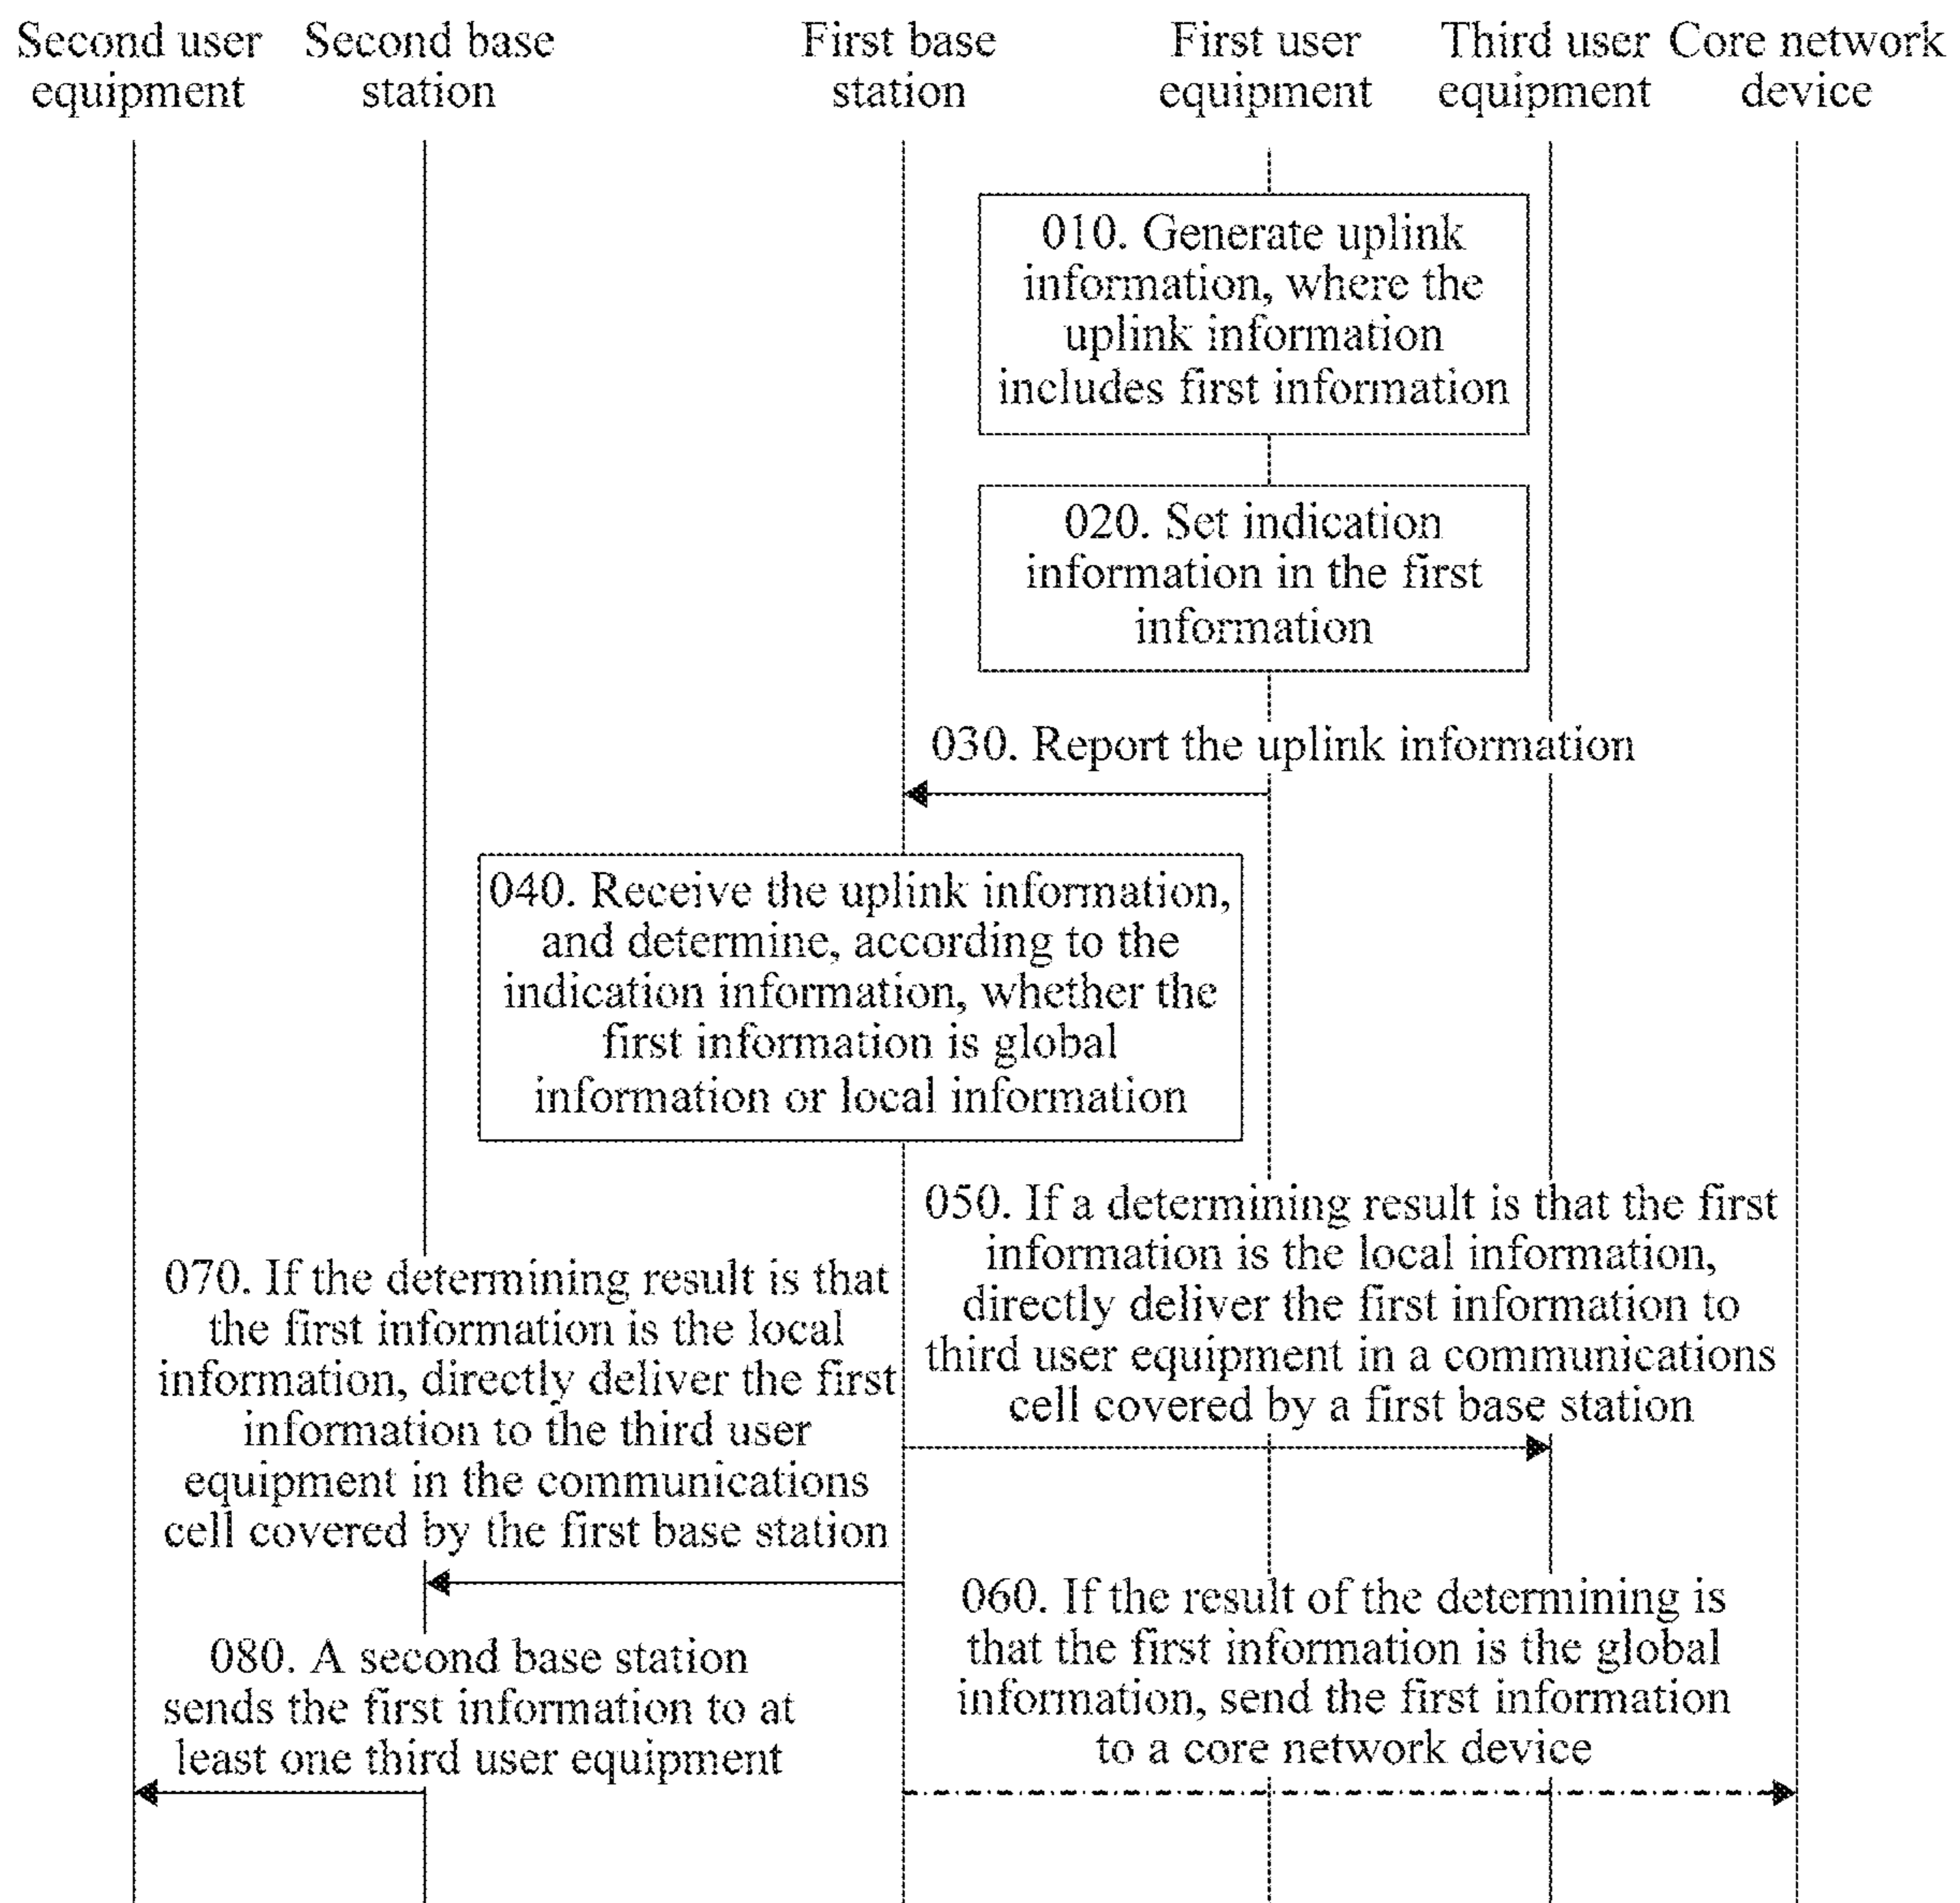 Second user
equipment
Second base
station
First base
station
First user
equipment
Third user
equipment
Core network
device
010. Generate uplink
information, where the
uplink information
includes first information
020. Set indication
information in the first
information
030. Report the uplink information
040. Receive the uplink information,
and determine, according to the
indication information, whether the
first information is global
information or local information
050. If a determining result is that the first
information is the local information,
directly deliver the first information to
third user equipment in a communications
cell covered by a first base station
070. If the determining result is that
the first information is the local
information, directly deliver the first
information to the third user
equipment in the communications
cell covered by the first base station
060. If the result of the determining is
that the first information is the global
information, send the first information
to a core network device
080. A second base station
sends the first information to at
least one third user equipment